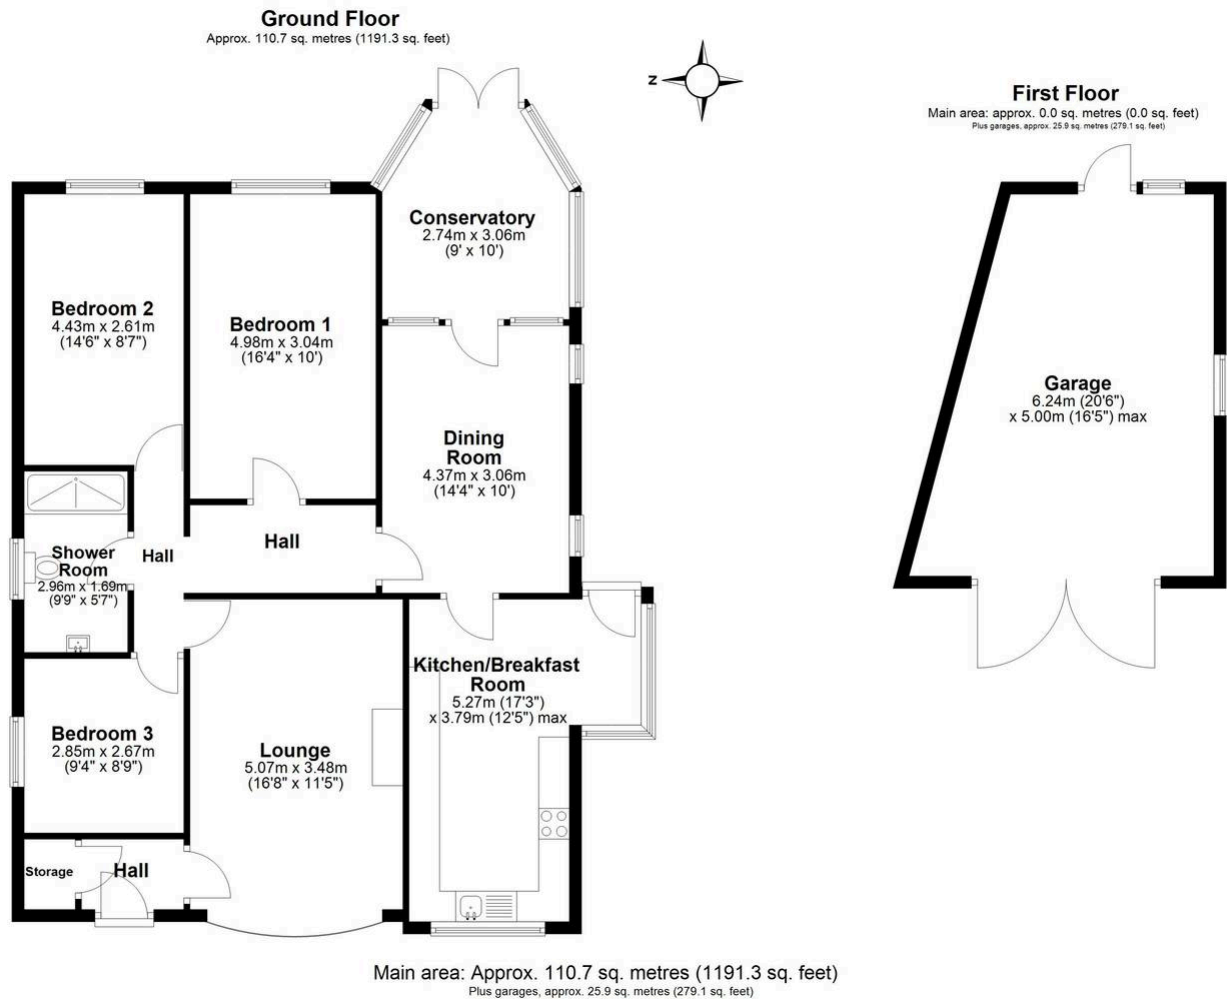 Ground Floor
Approx. 110.7 sq. metres (1191.3 sq. feet)
Z
First Floor
Main area: approx. 0.0 sq. metres (0.0 sq. feet)
Plus garages, approx. 25.9 sq. metres (279.1 sq. feet)
Conservatory
2.74m x 3.06m
(9' x 10')
Bedroom 2
4.43m x 2.61m
(14'6" x 8'7")
Bedroom 1
4.98m x 3.04m
(16'4" x 10')
Garage
6.24m (20'6")
x 5.00m (16'5") max
Dining
Room
4.37m x 3.06m
(14'4" x 10')
Shower
Room
2.96m x 1.69m
(9'9" x 5'7")
Hall
Hall
Kitchen/Breakfast
Room
5.27m (17'3")
x 3.79m (12'5") max
Bedroom 3
2.85m x 2.67m
(9'4" x 8'9")
Lounge
5.07m x 3.48m
(16'8" x 11'5")
Storage
Hall
Main area: Approx. 110.7 sq. metres (1191.3 sq. feet)
Plus garages, approx. 25.9 sq. metres (279.1 sq. feet)